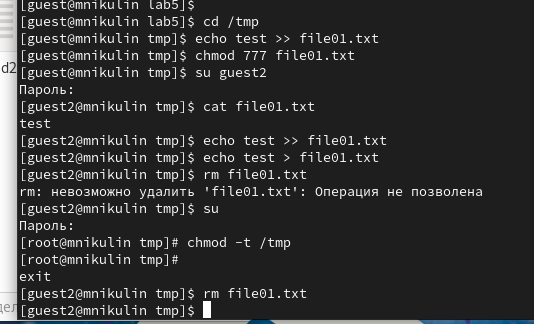 [guest@mnikulin lab5]$
[guest@mnikulin lab5]$ cd /tmp
[guest@mnikulin tmp]$ echo test >> file01.txt
[guest@mnikulin tmp]$ chmod 777 file01.txt
[guest@mnikulin tmp]$ su guest2
Пароль:
[guest2@mnikulin tmp]$ cat file01.txt
test
[guest2@mnikulin tmp]$ echo test >> file01.txt
[guest2@mnikulin tmp]$ echo test > file01.txt
[guest2@mnikulin tmp]$ rm file01.txt
rm: невозможно удалить 'file01.txt': Операция не позволена
[guest2@mnikulin tmp]$ su
Пароль:
[root@mnikulin tmp]# chmod -t /tmp
[root@mnikulin tmp]#
exit
[guest2@mnikulin tmp]$ rm file01.txt
[guest2@mnikulin tmp]$
d2